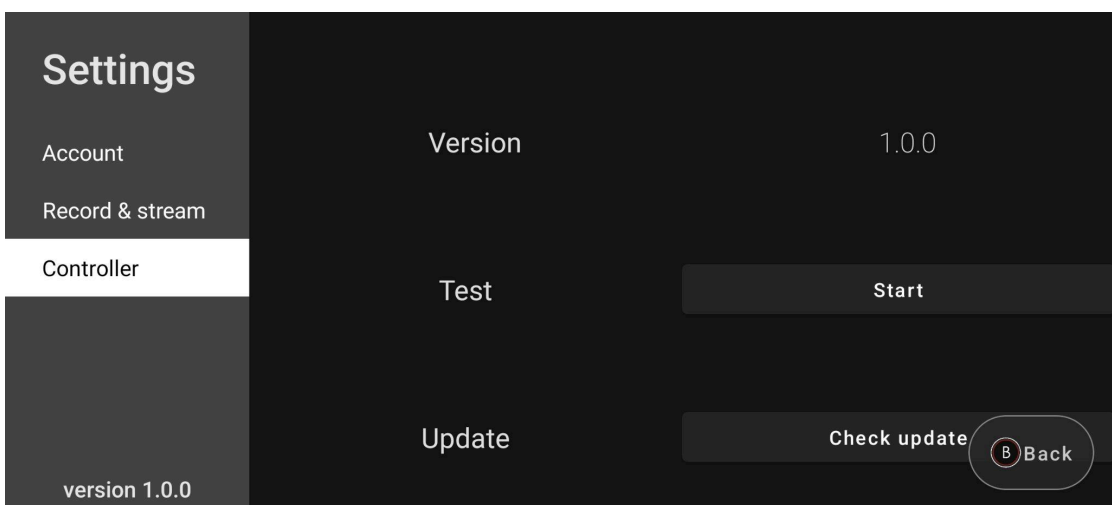 Settings
Account
Record & stream
Controller
version 1.0.0
Version 1.0.0
Test Start
Update Check update
B Back